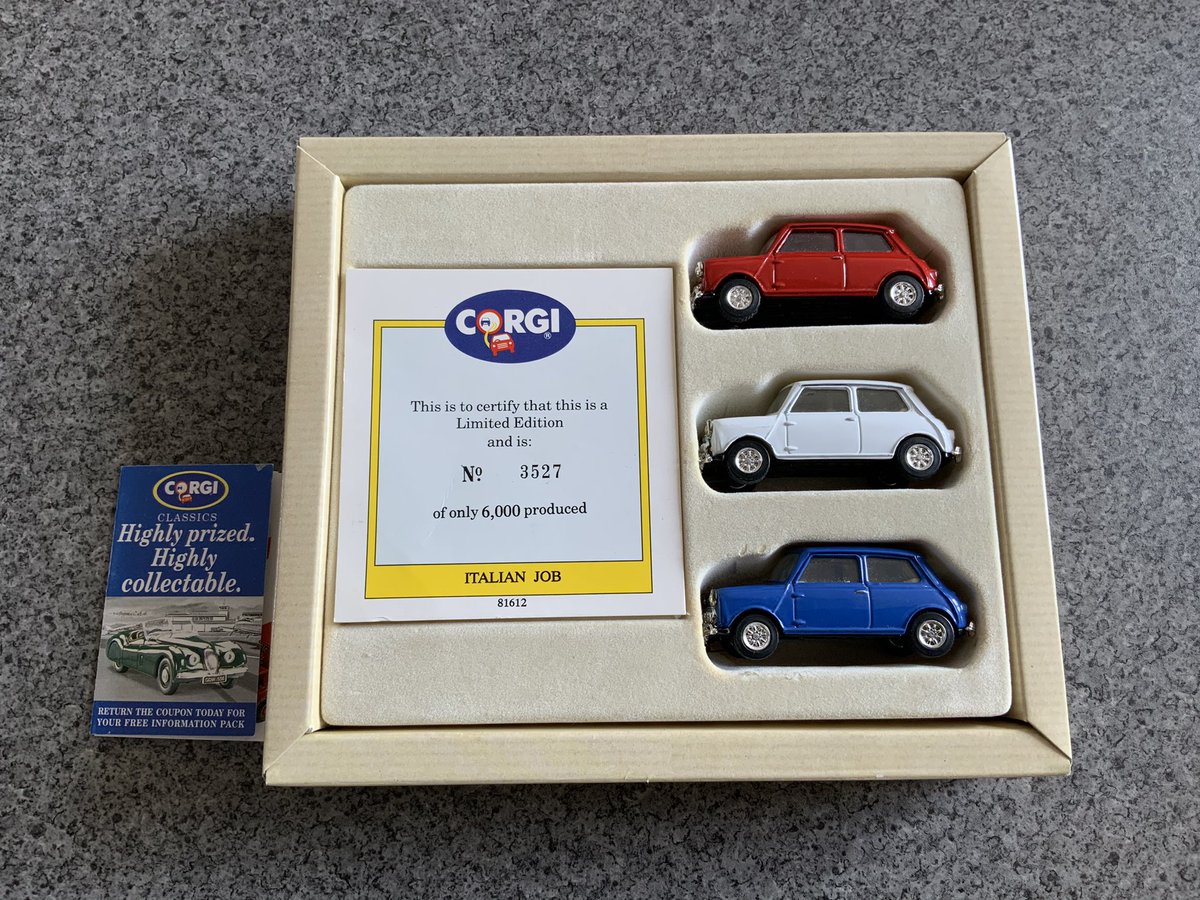 CORGI
®
This is to certify that this is a
Limited Edition
and is:
Nº 3527
of only 6,000 produced
ITALIAN JOB
81612
CORGI
CLASSICS
Highly prized.
Highly
collectable.
RETURN THE COUPON TODAY FOR
YOUR FREE INFORMATION PACK